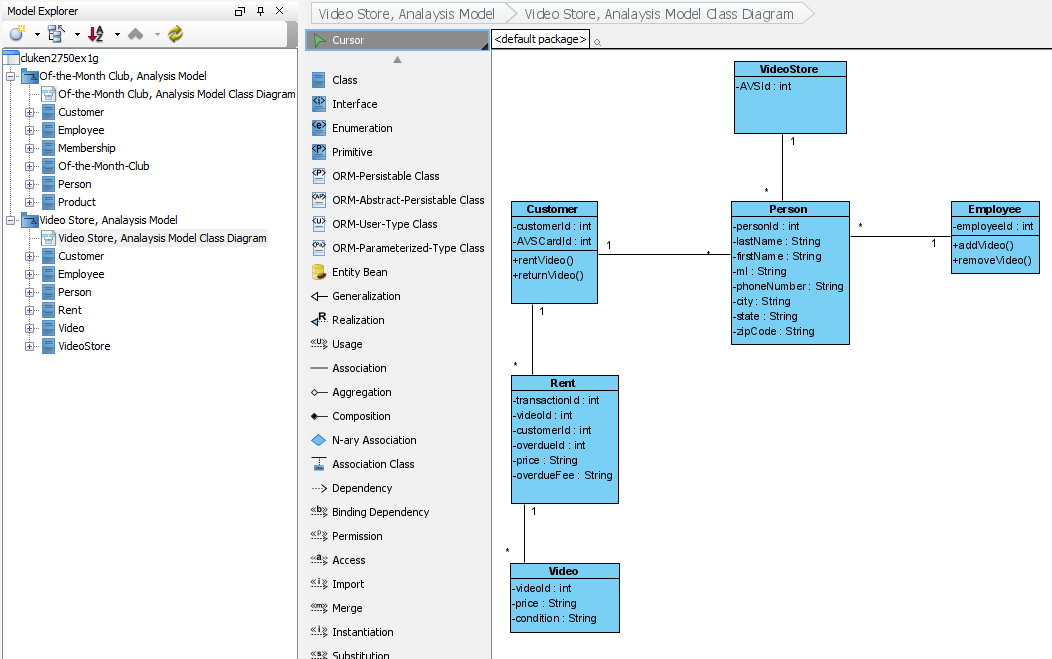 Model Explorer
cluken2750ex1g
Of-the-Month Club, Analysis Model
Of-the-Month Club, Analysis Model Class Diagram
Customer
Employee
Membership
Of-the-Month-Club
Person
Product
Video Store, Analaysis Model
Video Store, Analaysis Model Class Diagram
Customer
Employee
Person
Rent
Video
VideoStore
Video Store, Analaysis Model
Video Store, Analaysis Model Class Diagram
Cursor
<default package>
Class
Interface
Enumeration
Primitive
ORM-Persistable Class
ORM-Abstract-Persistable Class
ORM-User-Type Class
ORM-Parameterized-Type Class
Entity Bean
Generalization
Realization
Usage
Association
Aggregration
Composition
N-ary Association
Association Class
Dependency
Binding Dependency
Permission
Access
Import
Merge
Instantiation
Substitution
VideoStore
-AVSId : int
1
*
Customer
-customerId : int
-AVSCardId : int
+rentVideo()
+returnVideo()
1
*
Person
-personId : int
-lastName : String
-firstName : String
-mI : String
-phoneNumber : String
-city : String
-state : String
-zipCode : String
*
1
Employee
-employeeId : int
+addVideo()
+removeVideo()
1
*
Rent
-transactionId : int
-videoId : int
-customerId : int
-overdueId : int
-price : String
-overdueFee : String
1
*
Video
-videoId : int
-price : String
-condition : String